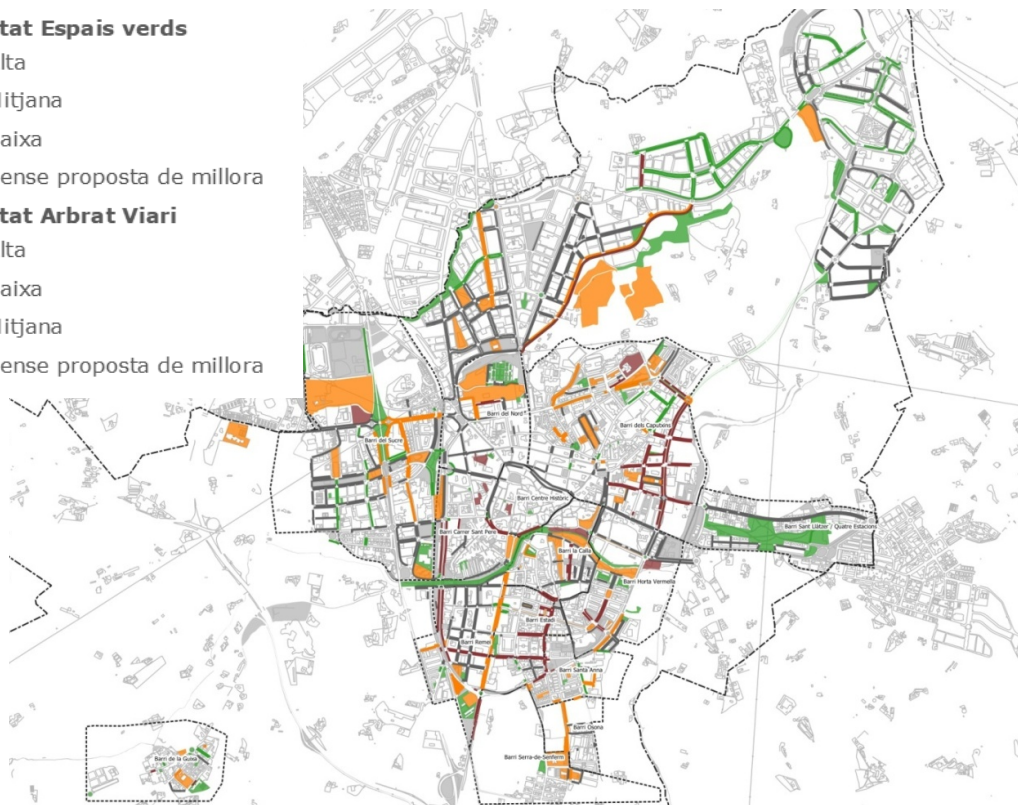 tat Espais verds
lta
litjana
aixa
ense proposta de millora
tat Arbrat Viari
lta
aixa
litjana
ense proposta de millora
Barri del Nord
Barri dels Caputxins
Barri del Sucre
Barri Centre Històric
Barri Sant Llàtzer / Quatre Estacions
Barri Carrer Sant Pere
Barri la Calla
Barri Horta Vermella
Barri Estadi
Barri Remei
Barri Santa Anna
Barri Osona
Barri Serra-de-Senferm
Barri de la Guixa